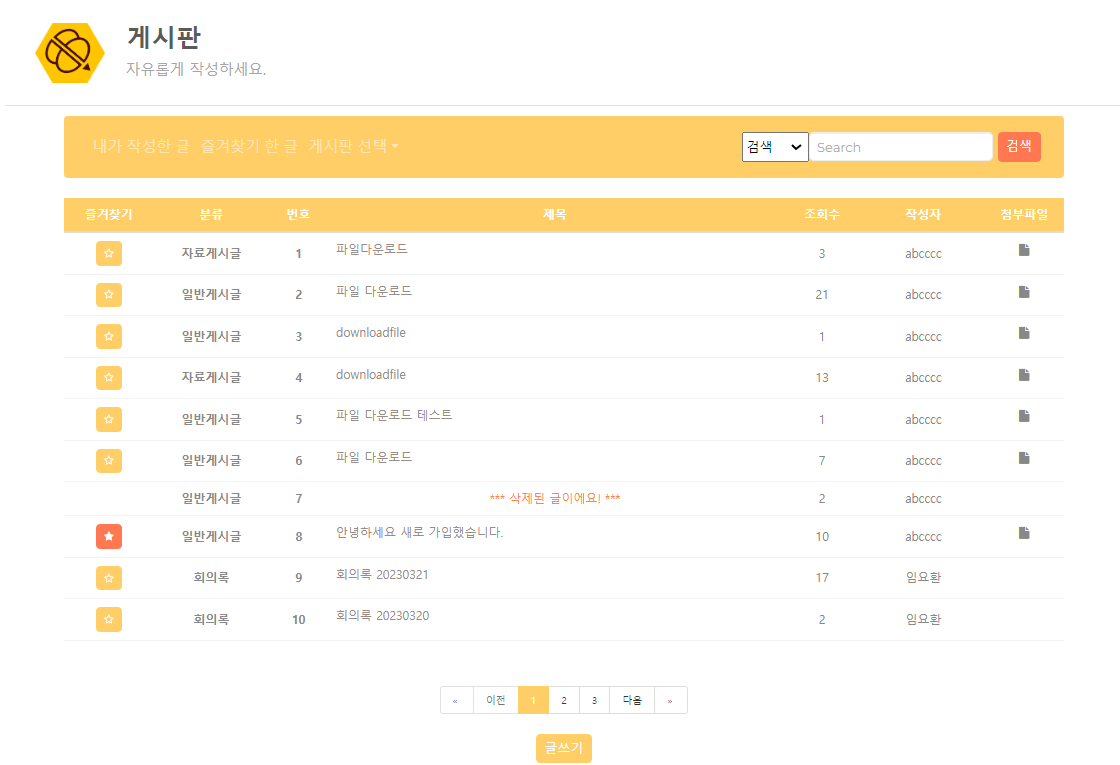 게시판
자유롭게 작성하세요.
내가 작성한 글 즐겨찾기 한 글 게시판 선택 검색 Search 검색
즐겨찾기 분류 번호 제목 조회수 작성자 첨부파일
자료게시글 1 파일다운로드 3 abcccc
일반게시글 2 파일 다운로드 21 abcccc
일반게시글 3 downloadfile 1 abcccc
자료게시글 4 downloadfile 13 abcccc
일반게시글 5 파일 다운로드 테스트 1 abcccc
일반게시글 6 파일 다운로드 7 abcccc
일반게시글 7 *** 삭제된 글이에요! *** 2 abcccc
일반게시글 8 안녕하세요 새로 가입했습니다. 10 abcccc
회의록 9 회의록 20230321 17 임요환
회의록 10 회의록 20230320 2 임요환
« 이전 1 2 3 다음 »
글쓰기